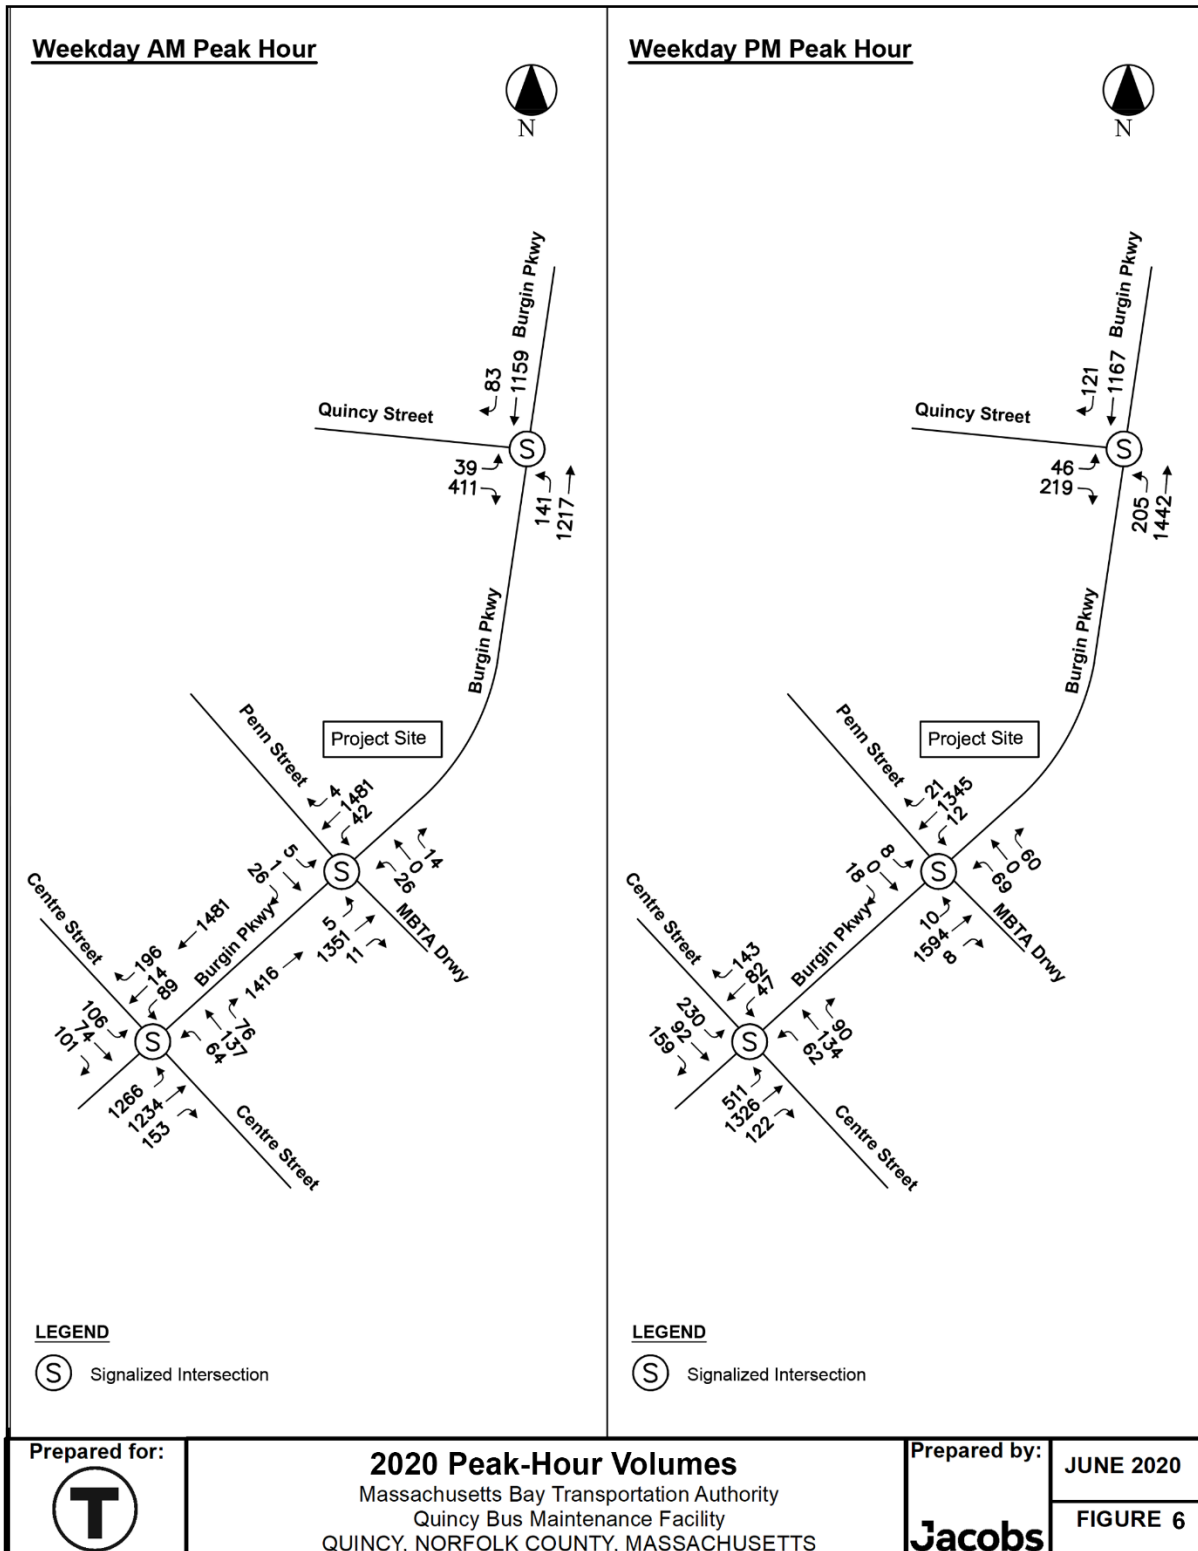 Weekday AM Peak Hour
N
Burgin Pkwy
83
1159
Quincy Street
S
39
411
141
1217
Burgin Pkwy
Penn Street
Project Site
4
1481
42
5
1
26
S
14
0
26
MBTA Drwy
5
1351
11
Centre Street
1481
Burgin Pkwy
1416
196
14
89
106
74
101
S
76
137
64
1266
1234
153
Centre Street
LEGEND
S Signalized Intersection
Weekday PM Peak Hour
N
Burgin Pkwy
121
1167
Quincy Street
S
46
219
205
1442
Burgin Pkwy
Penn Street
Project Site
21
1345
12
8
0
18
S
60
0
69
MBTA Drwy
10
1594
8
Centre Street
Burgin Pkwy
143
82
47
230
92
159
S
90
134
62
511
1326
122
Centre Street
LEGEND
S Signalized Intersection
Prepared for:
T
2020 Peak-Hour Volumes
Massachusetts Bay Transportation Authority
Quincy Bus Maintenance Facility
QUINCY, NORFOLK COUNTY, MASSACHUSETTS
Prepared by:
Jacobs
JUNE 2020
FIGURE 6